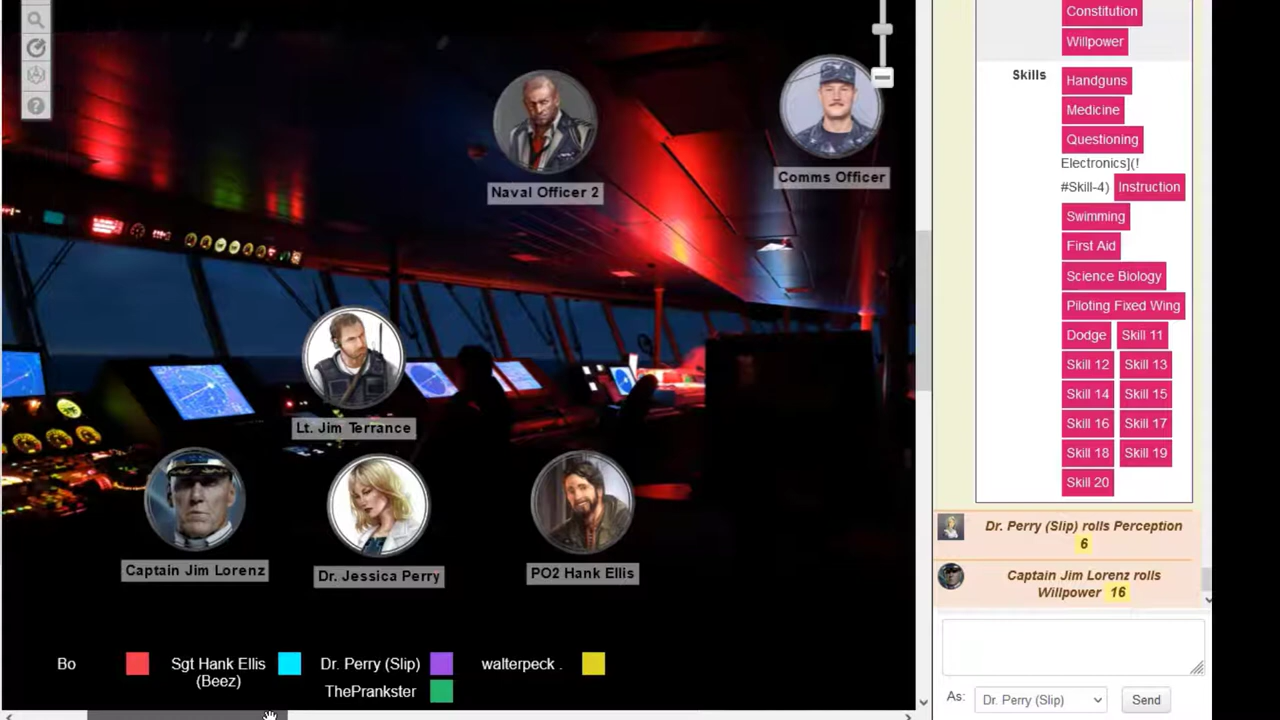 Naval Officer 2
Comms Officer
Lt. Jim Terrance
Captain Jim Lorenz
Dr. Jessica Perry
PO2 Hank Ellis
Bo
Sgt Hank Ellis
(Beez)
Dr. Perry (Slip)
walterpeck .
ThePrankster
Constitution
Willpower
Skills
Handguns
Medicine
Questioning
Electronics](!
#Skill-4) Instruction
Swimming
First Aid
Science Biology
Piloting Fixed Wing
Dodge Skill 11
Skill 12 Skill 13
Skill 14 Skill 15
Skill 16 Skill 17
Skill 18 Skill 19
Skill 20
Dr. Perry (Slip) rolls Perception
6
Captain Jim Lorenz rolls
Willpower 16
As: Dr. Perry (Slip) Send